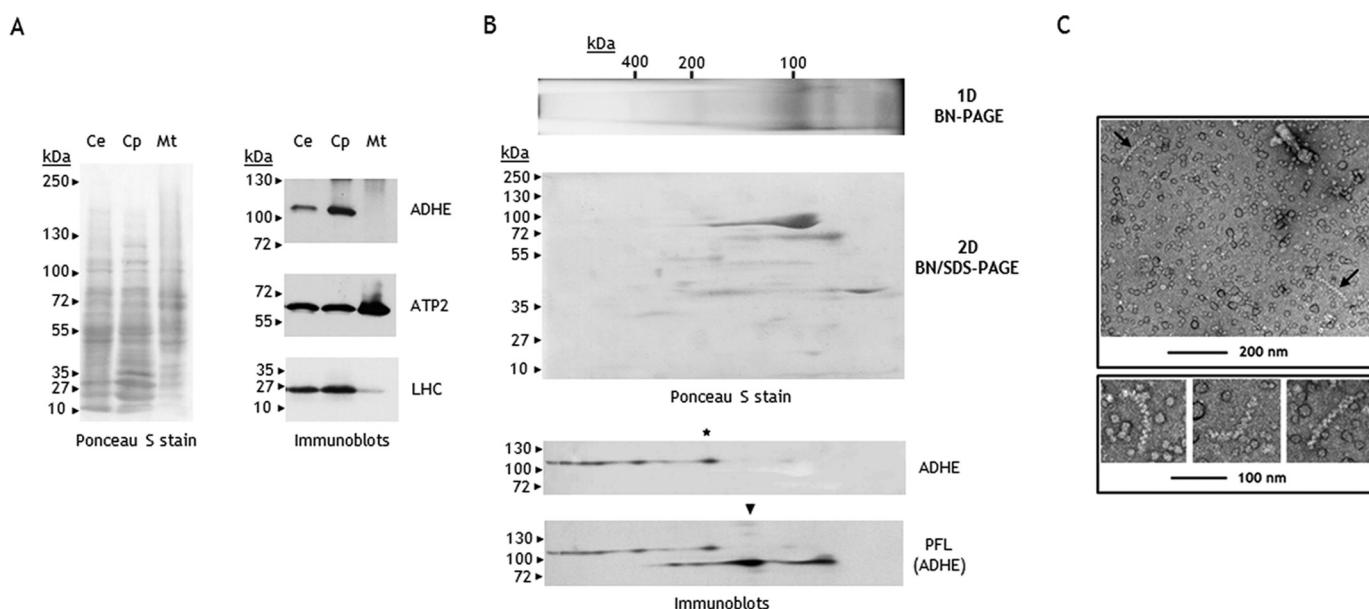 A
Ce Cp Mt
kDa
250
130
100
72
55
35
27
10
Ponceau S stain
Ce Cp Mt
kDa
130
100
72
ADHE
72
55
ATP2
35
27
10
LHC
Immunoblots
B
kDa
400 200 100
1D
BN-PAGE
kDa
250
130
100
72
55
35
27
10
2D
BN/SDS-PAGE
Ponceau S stain
130
100
72
ADHE
130
100
72
PFL
(ADHE)
Immunoblots
C
200 nm
100 nm